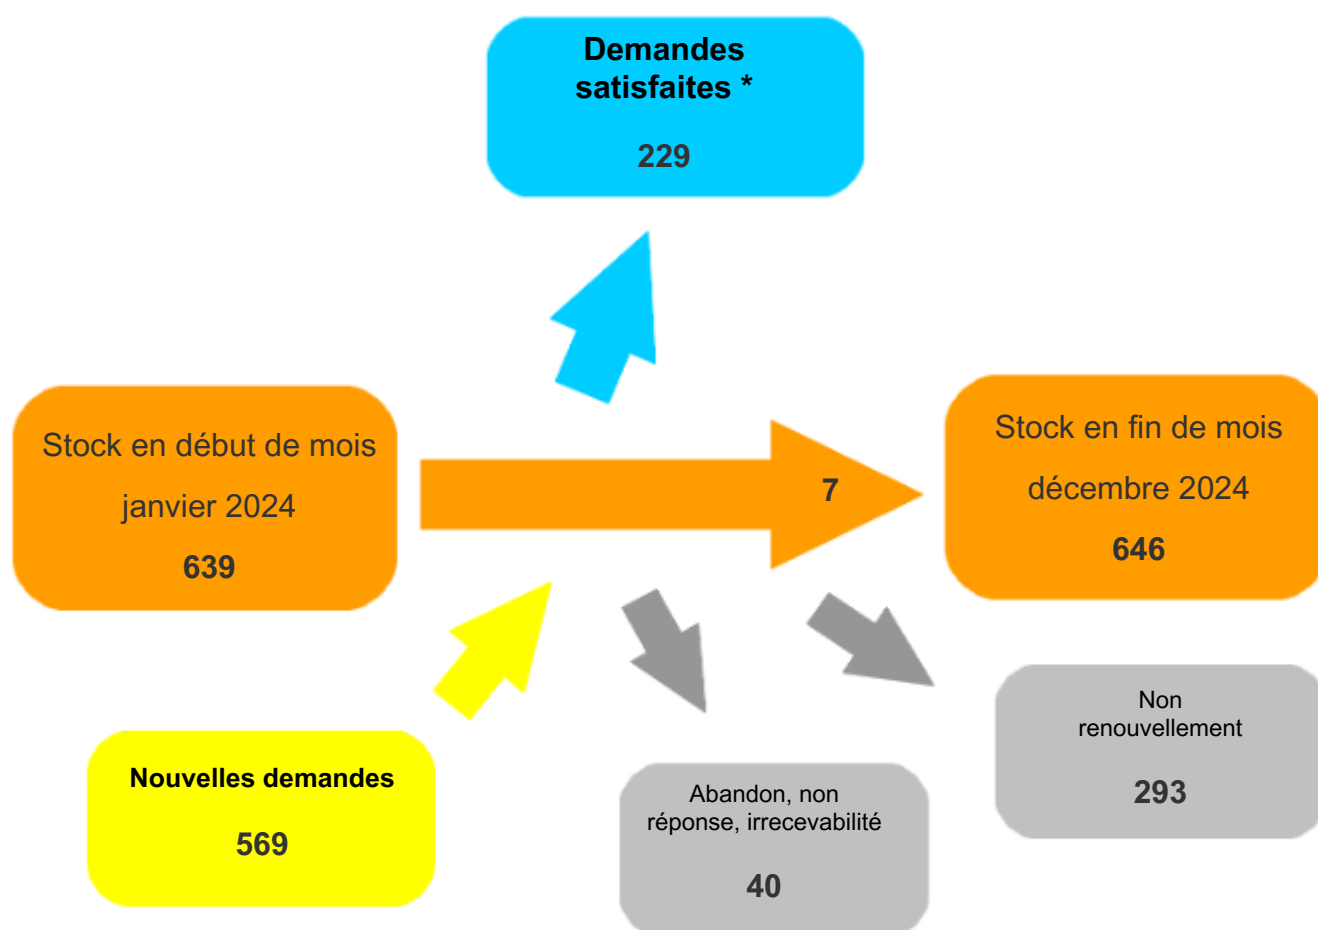 Demandes
satisfaites *
229
Stock en début de mois
janvier 2024
639
7
Stock en fin de mois
décembre 2024
646
Nouvelles demandes
569
Abandon, non
réponse, irrecevabilité
40
Non
renouvellement
293